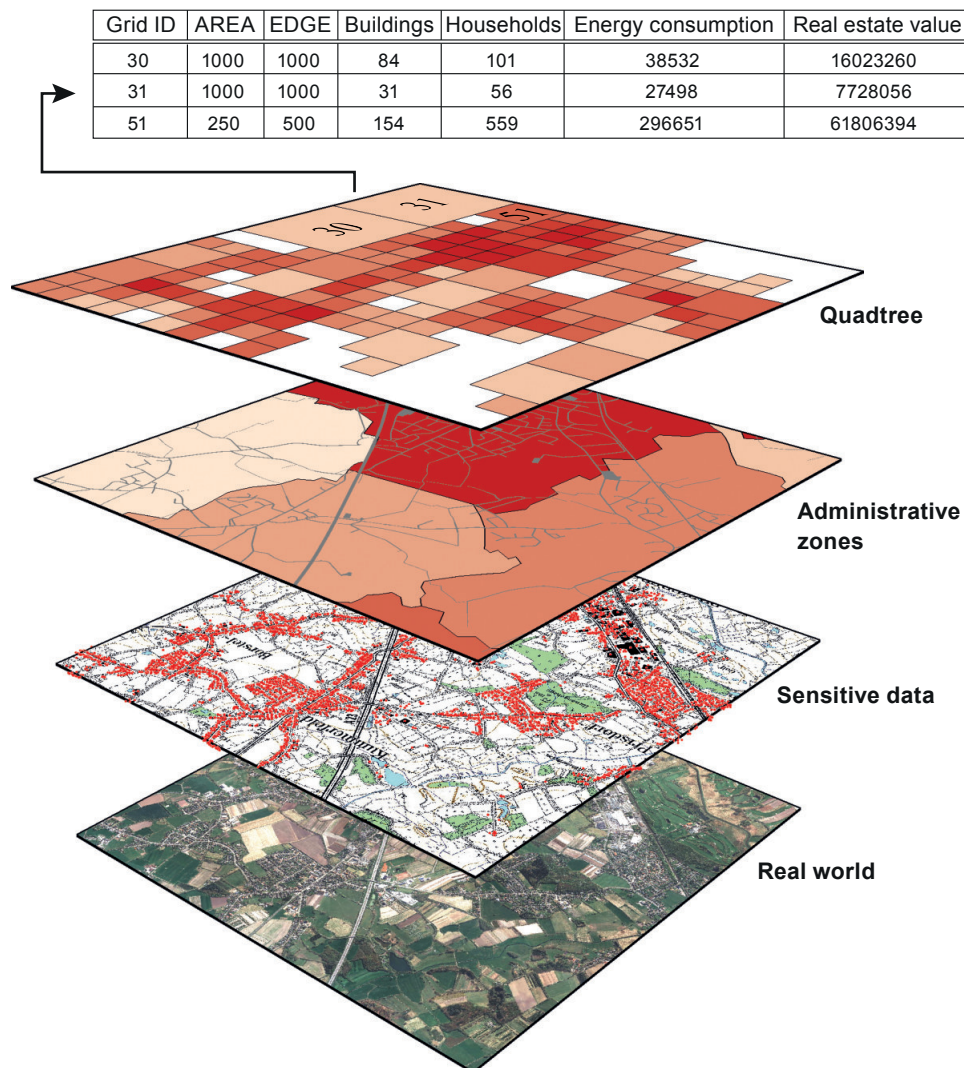 Grid ID AREA EDGE Buildings Households Energy consumption Real estate value
30 1000 1000 84 101 38532 16023260
31 1000 1000 31 56 27498 7728056
51 250 500 154 559 296651 61806394
31
51
30
Quadtree
Administrative
zones
Sensitive data
Real world